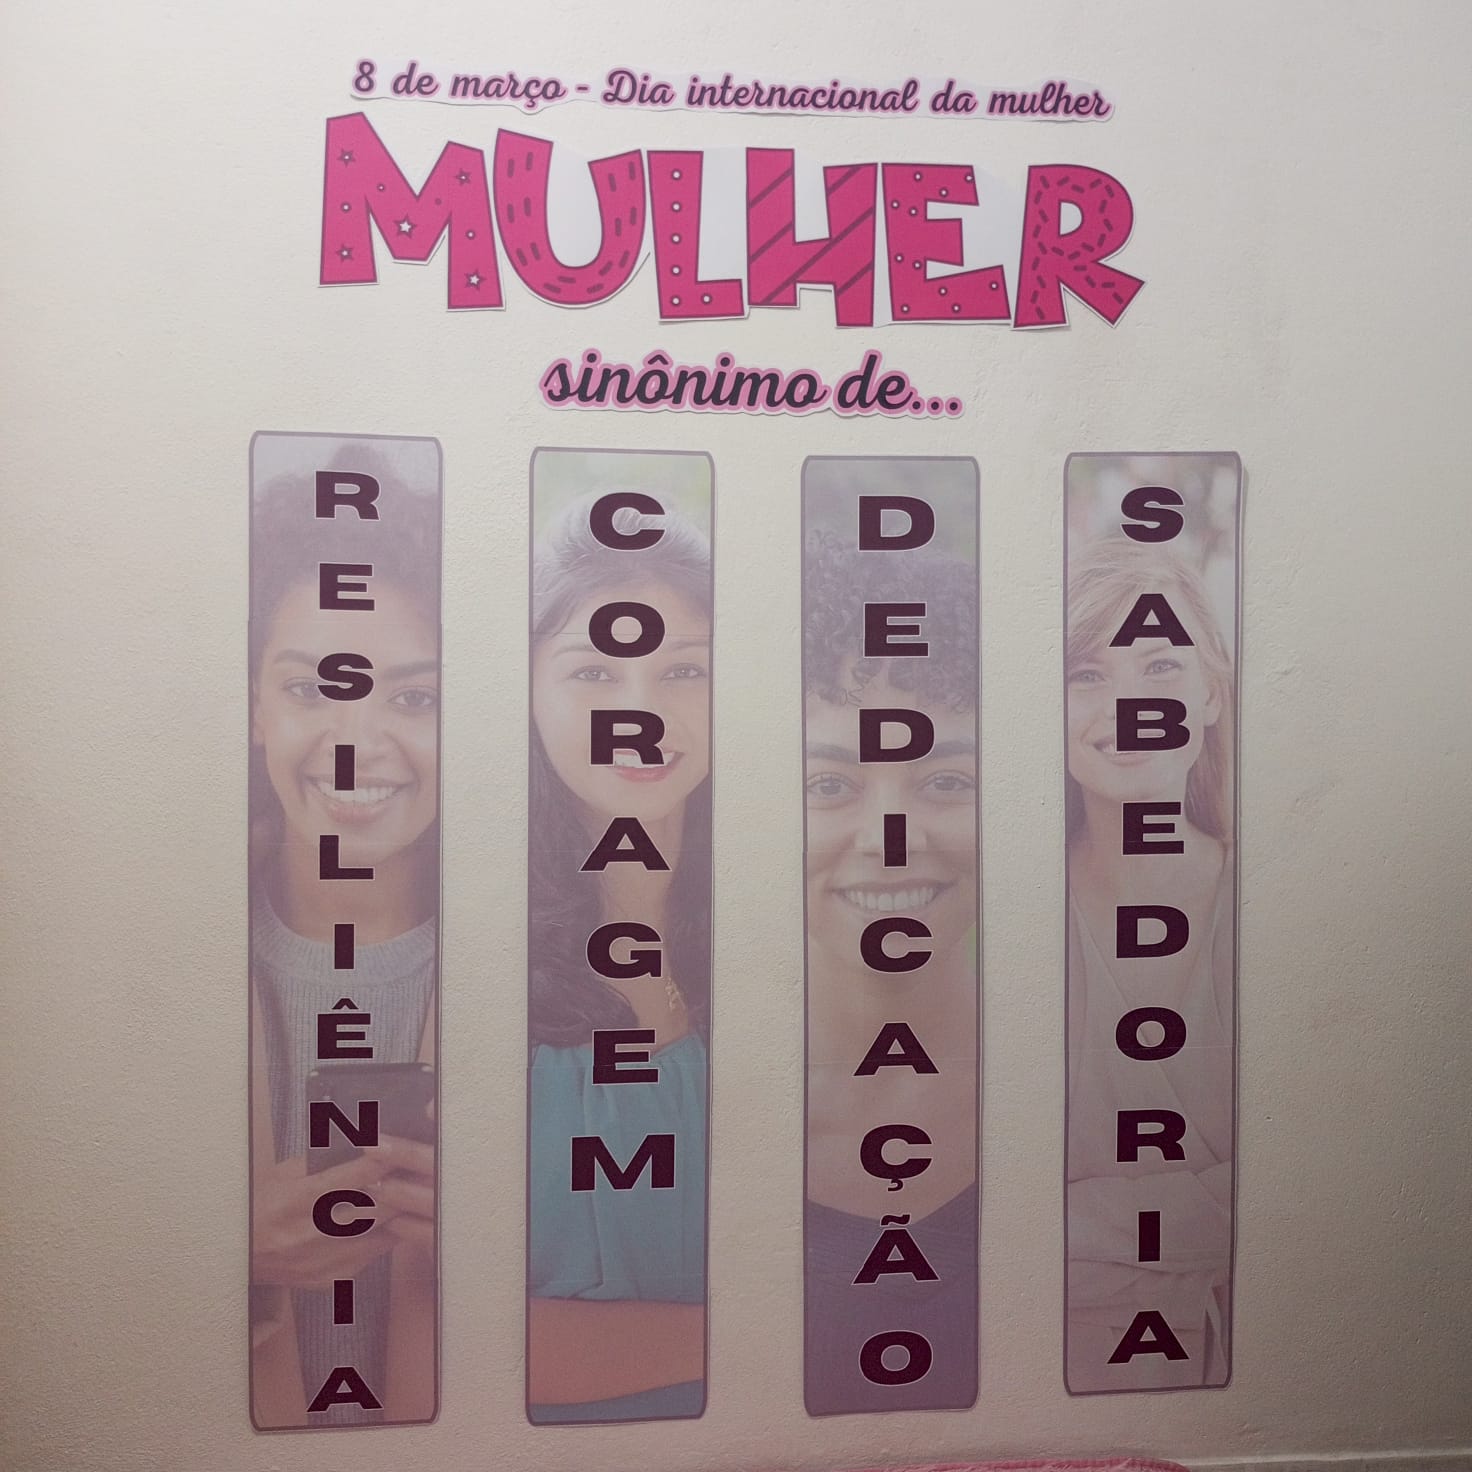 8 de março - Dia internacional da mulher
MULHER
sinônimo de...
RESILIÊNCIA
CORAGEM
DEDICAÇÃO
SABEDORIA